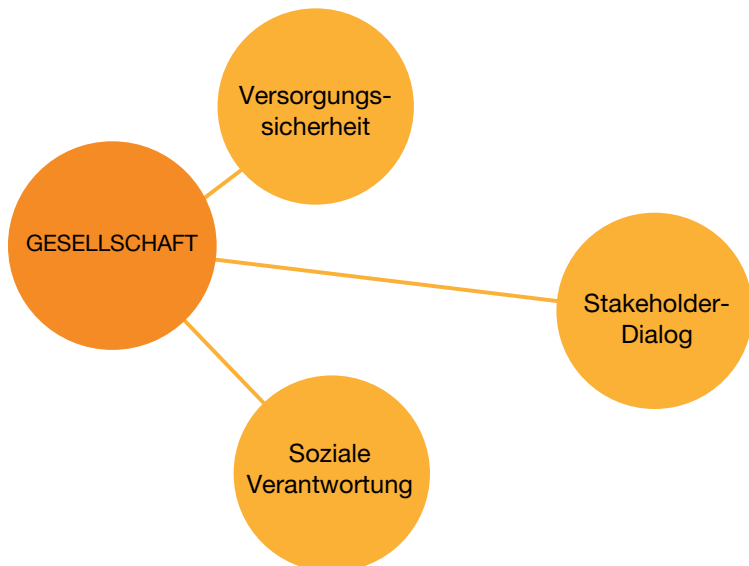 Versorgungs-
sicherheit
GESELLSCHAFT
Stakeholder-
Dialog
Soziale
Verantwortung